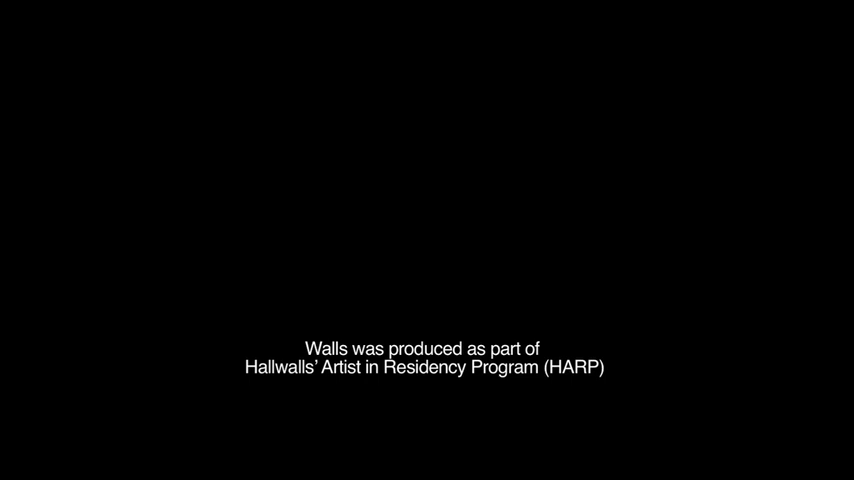 Walls was produced as part of
Hallwalls’ Artist in Residency Program (HARP)